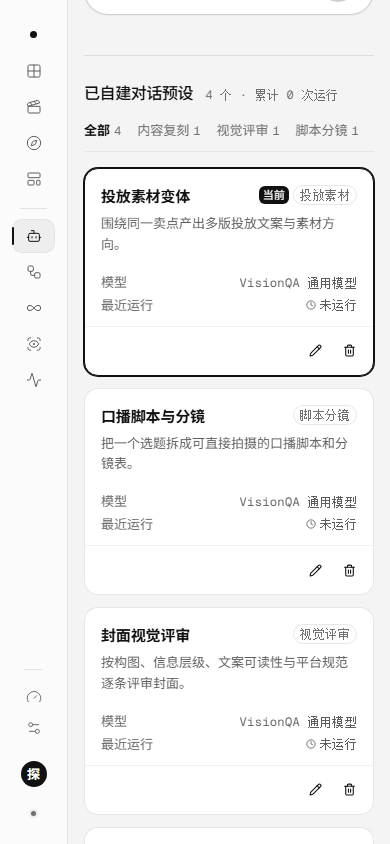 已自建对话预设 4 个 · 累计 0 次运行
全部 4 内容复刻 1 视觉评审 1 脚本分镜 1
投放素材变体 当前 投放素材
围绕同一卖点产出多版投放文案与素材方
向。
模型 VisionQA 通用模型
最近运行 未运行
口播脚本与分镜 脚本分镜
把一个选题拆成可直接拍摄的口播脚本和分
镜表。
模型 VisionQA 通用模型
最近运行 未运行
封面视觉评审 视觉评审
按构图、信息层级、文案可读性与平台规范
逐条评审封面。
模型 VisionQA 通用模型
最近运行 未运行
探